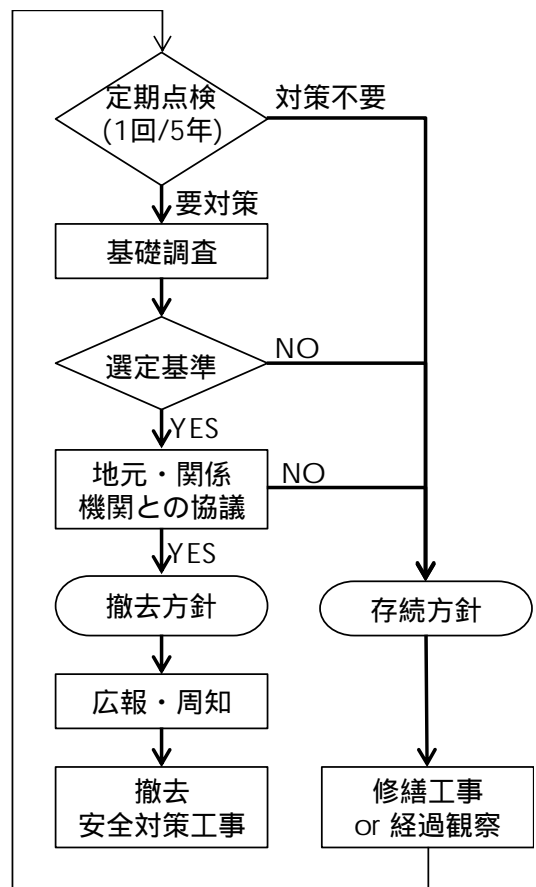 定期点検
(1回/5年)
対策不要
要対策
基礎調査
選定基準
NO
YES
地元・関係
機関との協議
NO
YES
撤去方針
存続方針
広報・周知
撤去
安全対策工事
修繕工事
or 経過観察